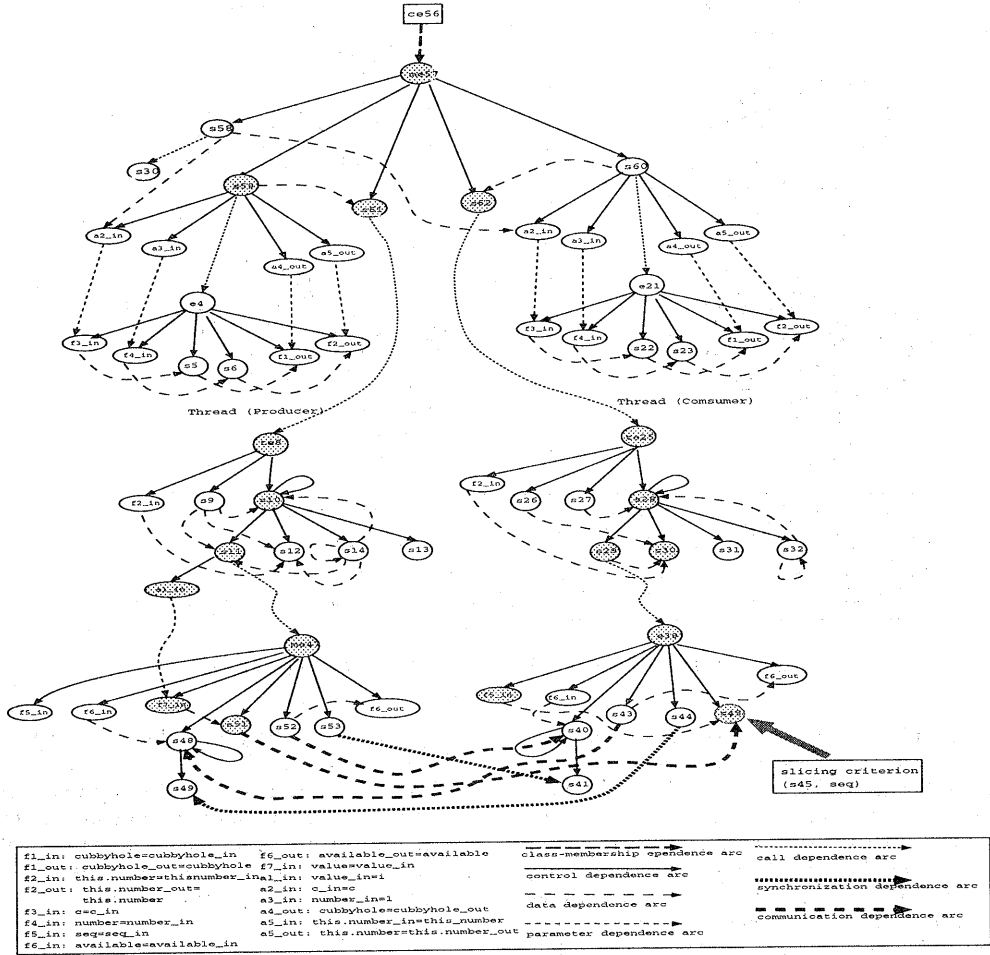 ce56
me57
s58
s30
s60
s61
s62
a2_in
a3_in
a4_out
a5_out
a2_in
a3_in
a4_out
a5_out
e4
e21
f3_in
f4_in
s5
s6
f1_out
f2_out
f3_in
f4_in
s22
s23
f1_out
f2_out
Thread (Producer)
Thread (Comsumer)
f2_in
s9
s10
f2_in
s26
s27
s28
s11
s12
s14
s13
s29
s30
s31
s32
a1_in
me47
f5_in
f6_in
f7_in
s51
s52
s53
f6_out
s48
s49
f5_in
f6_in
s43
s44
f6_out
s40
s41
slicing criterion
(s45, seq)
f1_in: cubbyhole=cubbyhole_in
f1_out: cubbyhole_out=cubbyhole
f2_in: this.number=thisnumber_in
f2_out: this.number_out=
this.number
f3_in: c=c_in
f4_in: number=number_in
f5_in: seq=seq_in
f6_in: available=available_in
f6_out: available_out=available
f7_in: value=value_in
a1_in: value_in=i
a2_in: c_in=c
a3_in: number_in=1
a4_out: cubbyhole=cubbyhole_out
a5_in: this.number_in=this_number
a5_out: this.number=this.number_out
class-membership ependence arc
control dependence arc
data dependence arc
parameter dependence arc
call dependence arc
synchronization dependence arc
communication dependence arc